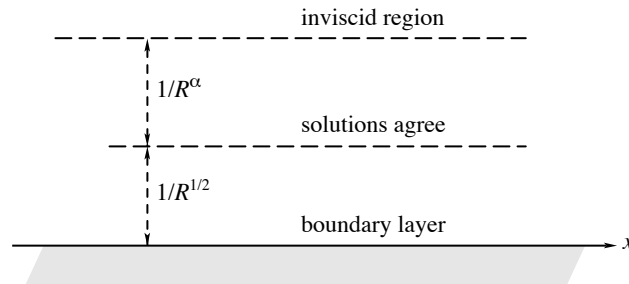 inviscid region
1/R^α
solutions agree
1/R^{1/2}
boundary layer
x